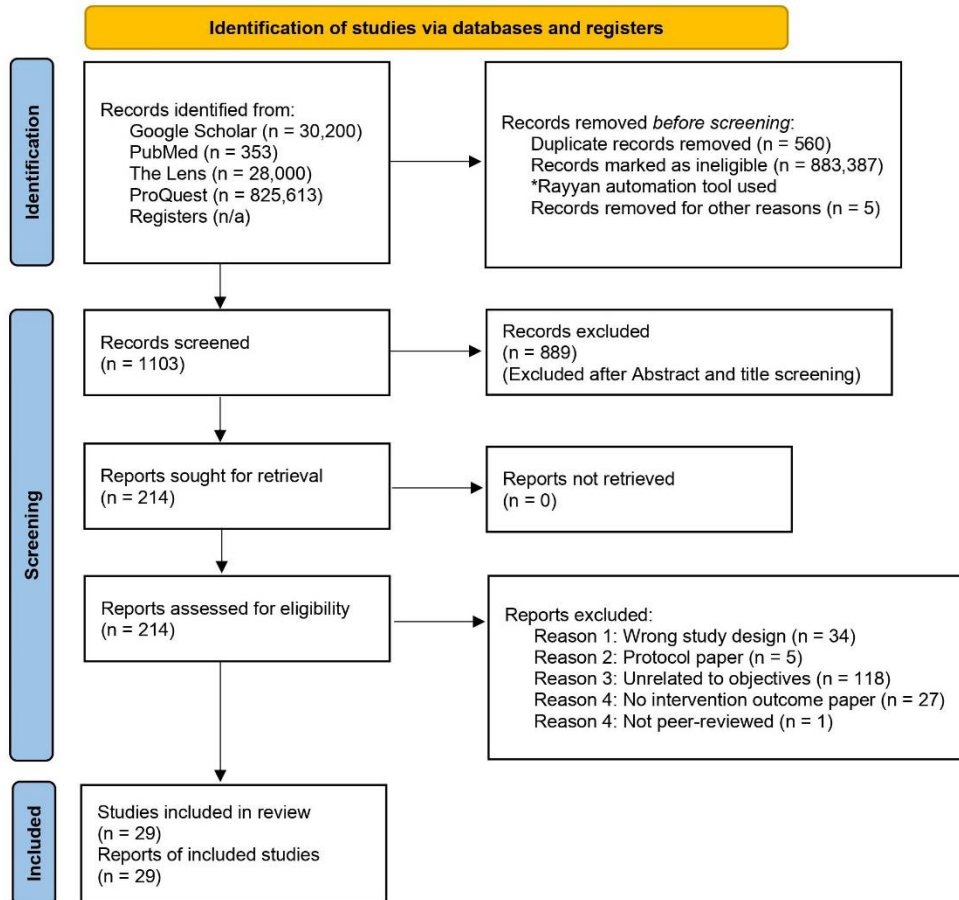 Identification of studies via databases and registers
Identification
Records identified from:
Google Scholar (n = 30,200)
PubMed (n = 353)
The Lens (n = 28,000)
ProQuest (n = 825,613)
Registers (n/a)
Records removed before screening:
Duplicate records removed (n = 560)
Records marked as ineligible (n = 883,387)
*Rayyan automation tool used
Records removed for other reasons (n = 5)
Screening
Records screened
(n = 1103)
Records excluded
(n = 889)
(Excluded after Abstract and title screening)
Reports sought for retrieval
(n = 214)
Reports not retrieved
(n = 0)
Reports assessed for eligibility
(n = 214)
Reports excluded:
Reason 1: Wrong study design (n = 34)
Reason 2: Protocol paper (n = 5)
Reason 3: Unrelated to objectives (n = 118)
Reason 4: No intervention outcome paper (n = 27)
Reason 4: Not peer-reviewed (n = 1)
Included
Studies included in review
(n = 29)
Reports of included studies
(n = 29)